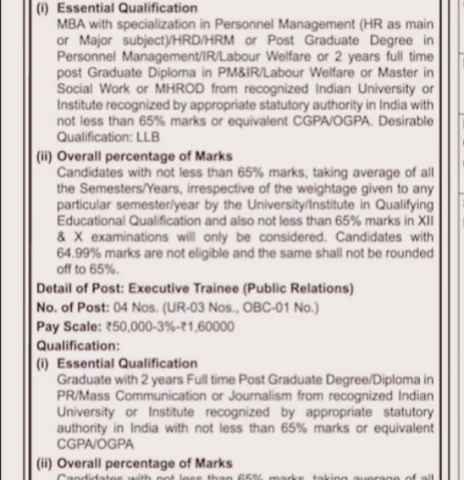 (i) Essential Qualification
MBA with specialization in Personnel Management (HR as main
or Major subject)/HRD/HRM or Post Graduate Degree in
Personnel Management/IR/Labour Welfare or 2 years full time
post Graduate Diploma in PM&IR/Labour Welfare or Master in
Social Work or MHROD from recognized Indian University or
Institute recognized by appropriate statutory authority in India with
not less than 65% marks or equivalent CGPA/OGPA. Desirable
Qualification: LLB
(ii) Overall percentage of Marks
Candidates with not less than 65% marks, taking average of all
the Semesters/Years, irrespective of the weightage given to any
particular semester/year by the University/Institute in Qualifying
Educational Qualification and also not less than 65% marks in XII
& X examinations will only be considered. Candidates with
64.99% marks are not eligible and the same shall not be rounded
off to 65%.
Detail of Post: Executive Trainee (Public Relations)
No. of Post: 04 Nos. (UR-03 Nos., OBC-01 No.)
Pay Scale: ₹50,000-3%-₹1,60000
Qualification:
(i) Essential Qualification
Graduate with 2 years Full time Post Graduate Degree/Diploma in
PR/Mass Communication or Journalism from recognized Indian
University or Institute recognized by appropriate statutory
authority in India with not less than 65% marks or equivalent
CGPA/OGPA
(ii) Overall percentage of Marks
Candidates with not less than 65% marks, taking average of all